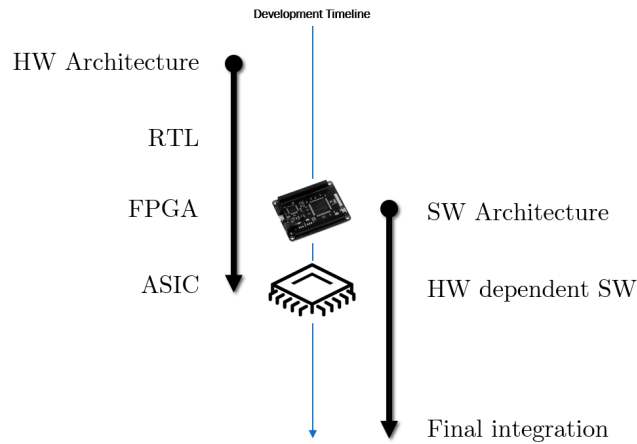 Development Timeline
HW Architecture
RTL
FPGA
SW Architecture
ASIC
HW dependent SW
Final integration